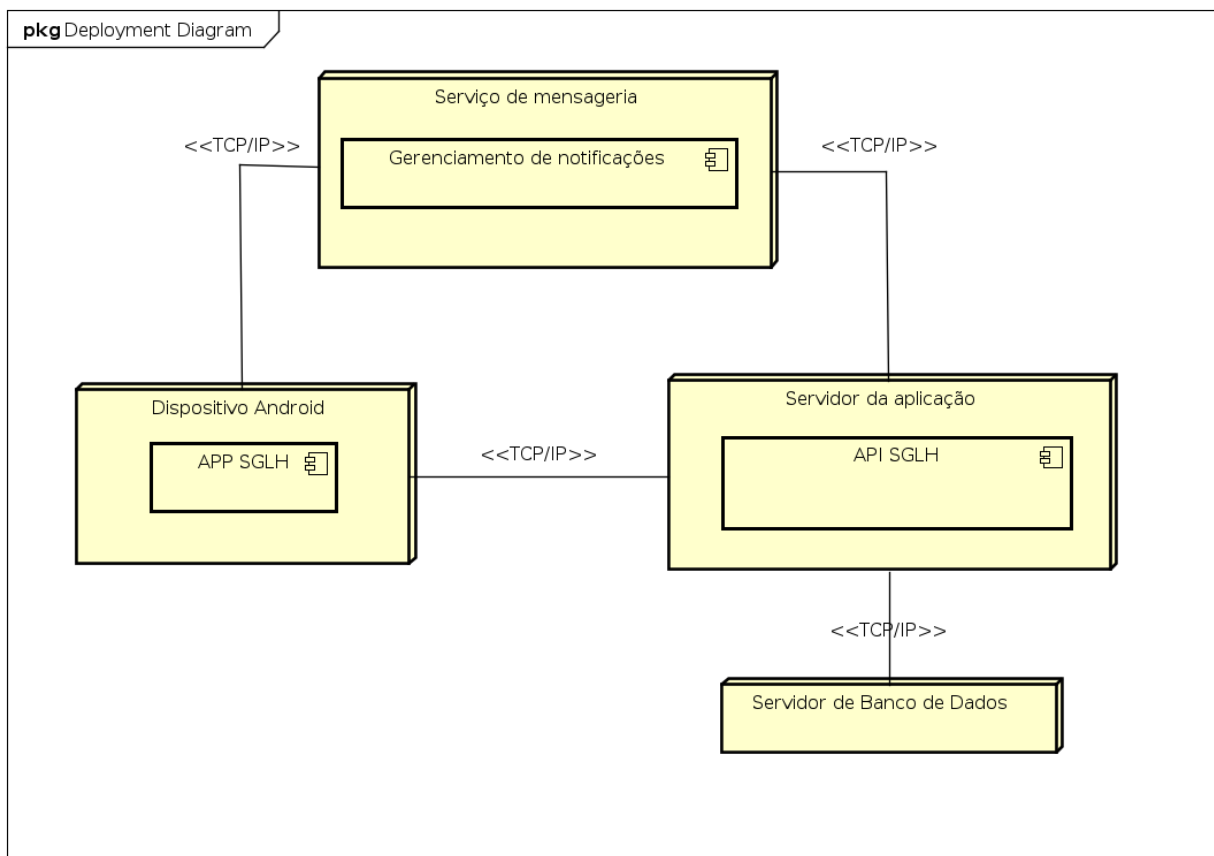 pkg Deployment Diagram
Serviço de mensageria
<<TCP/IP>>
Gerenciamento de notificações
<<TCP/IP>>
Dispositivo Android
APP SGLH
<<TCP/IP>>
Servidor da aplicação
API SGLH
<<TCP/IP>>
Servidor de Banco de Dados